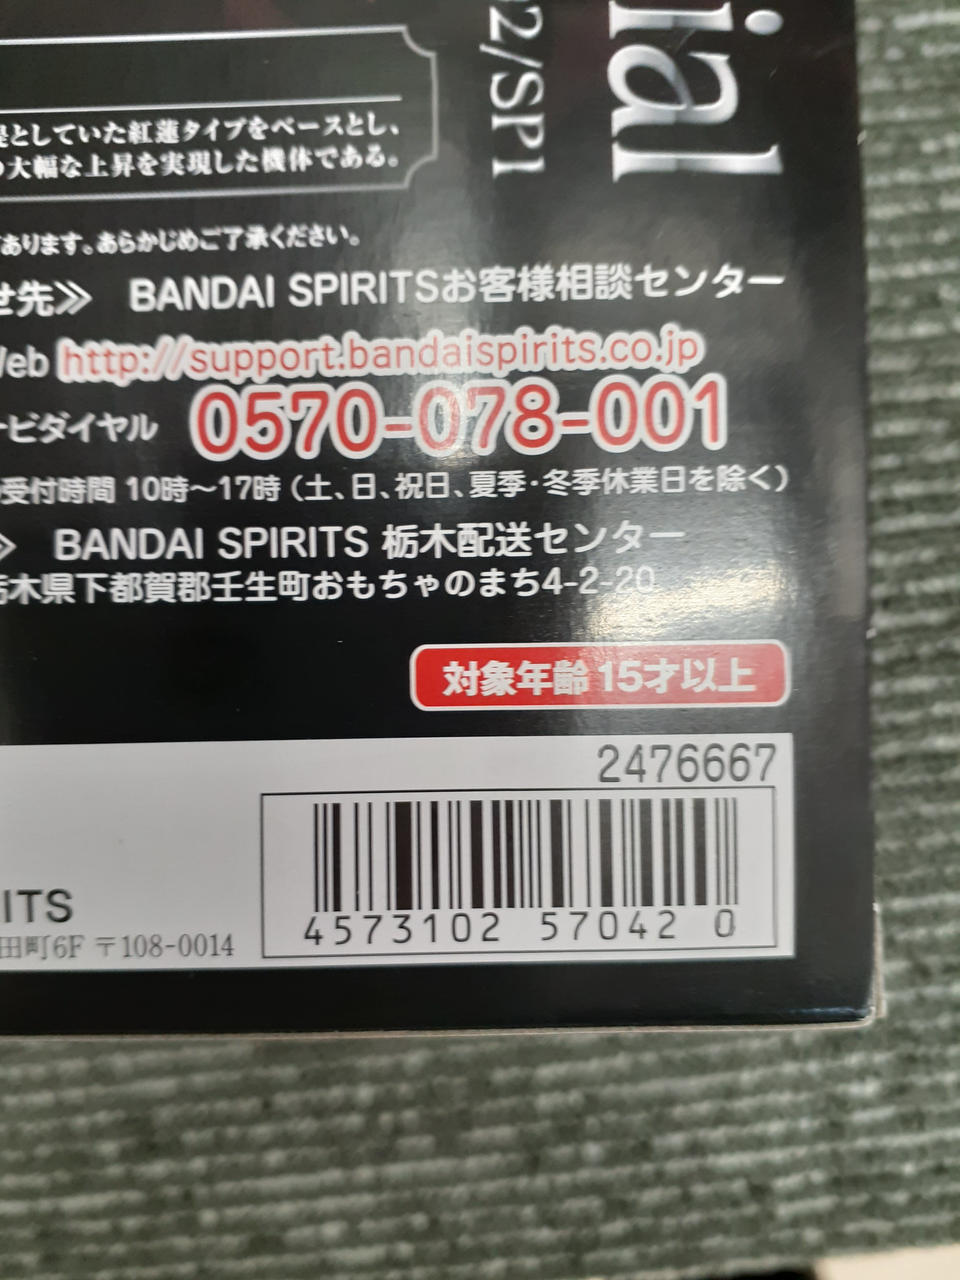 ial
02/SP1
是としていた紅蓮タイプをベースとし、
大幅な上昇を実現した機体である。
あります。あらかじめご了承ください。
せ先≫ BANDAI SPIRITSお客様相談センター
Web http://support.bandaispirits.co.jp
ービダイヤル 0570-078-001
受付時間 10時～17時 (土、日、祝日、夏季・冬季休業日を除く)
BANDAI SPIRITS 栃木配送センター
栃木県下都賀郡壬生町おもちゃのまち4-2-20
対象年齢 15才以上
2476667
RITS
田町6F 〒108-0014
4573102 57042 0